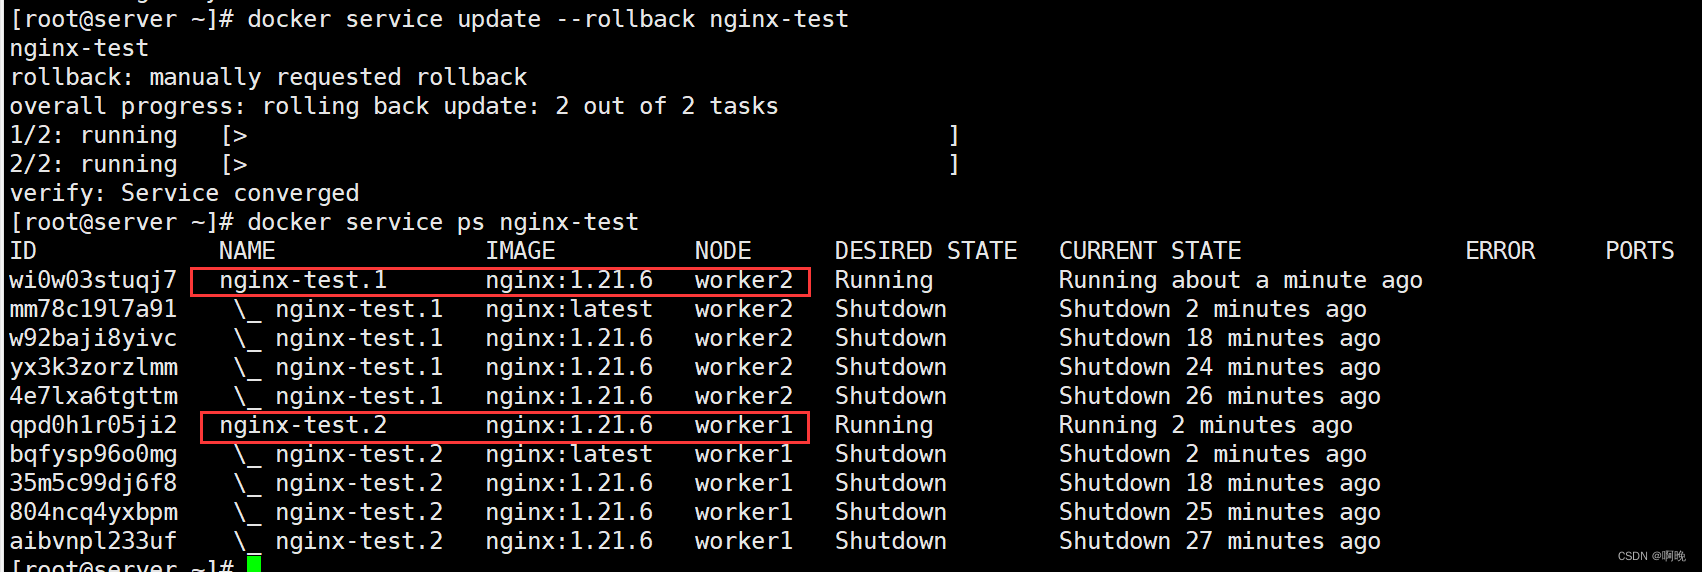 [root@server ~]# docker service update --rollback nginx-test
nginx-test
rollback: manually requested rollback
overall progress: rolling back update: 2 out of 2 tasks
1/2: running   [>                                                  ]
2/2: running   [>                                                  ]
verify: Service converged
[root@server ~]# docker service ps nginx-test
ID             NAME               IMAGE          NODE      DESIRED STATE   CURRENT STATE                ERROR     PORTS
wi0w03stuqj7   nginx-test.1       nginx:1.21.6   worker2   Running         Running about a minute ago
mm78c19l7a91    \_ nginx-test.1   nginx:latest   worker2   Shutdown        Shutdown 2 minutes ago
w92baji8yivc    \_ nginx-test.1   nginx:1.21.6   worker2   Shutdown        Shutdown 18 minutes ago
yx3k3zorzlmm    \_ nginx-test.1   nginx:1.21.6   worker2   Shutdown        Shutdown 24 minutes ago
4e7lxa6tgttm    \_ nginx-test.1   nginx:1.21.6   worker2   Shutdown        Shutdown 26 minutes ago
qpd0h1r05ji2   nginx-test.2       nginx:1.21.6   worker1   Running         Running 2 minutes ago
bqfysp96o0mg    \_ nginx-test.2   nginx:latest   worker1   Shutdown        Shutdown 2 minutes ago
35m5c99dj6f8    \_ nginx-test.2   nginx:1.21.6   worker1   Shutdown        Shutdown 18 minutes ago
804ncq4yxbpm    \_ nginx-test.2   nginx:1.21.6   worker1   Shutdown        Shutdown 25 minutes ago
aibvnpl233uf    \_ nginx-test.2   nginx:1.21.6   worker1   Shutdown        Shutdown 27 minutes ago
[root@server ~]#
CSDN @啊晚